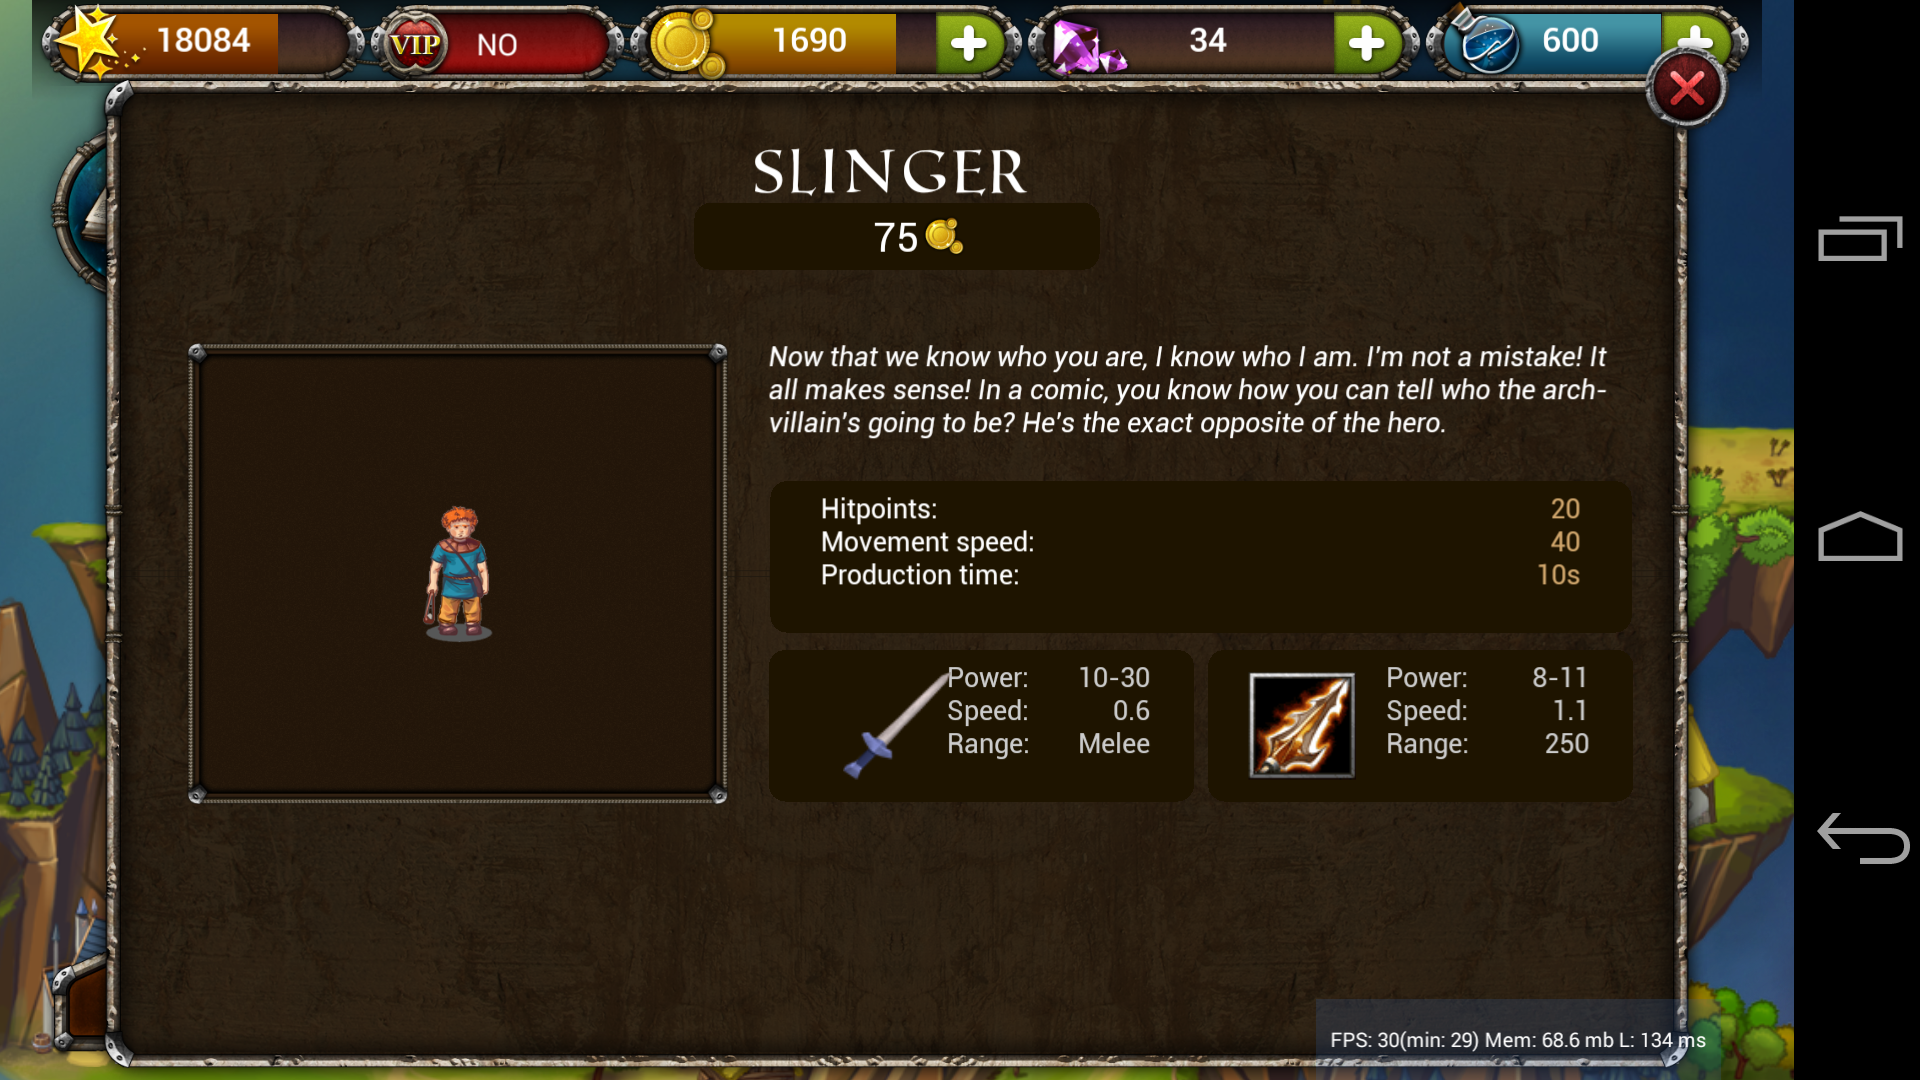 18084
VIP NO
1690
34
600
SLINGER
75
Now that we know who you are, I know who I am. I'm not a mistake! It
all makes sense! In a comic, you know how you can tell who the arch-
villain's going to be? He's the exact opposite of the hero.
Hitpoints: 20
Movement speed: 40
Production time: 10s
Power: 10-30
Speed: 0.6
Range: Melee
Power: 8-11
Speed: 1.1
Range: 250
FPS: 30(min: 29) Mem: 68.6 mb L: 134 ms